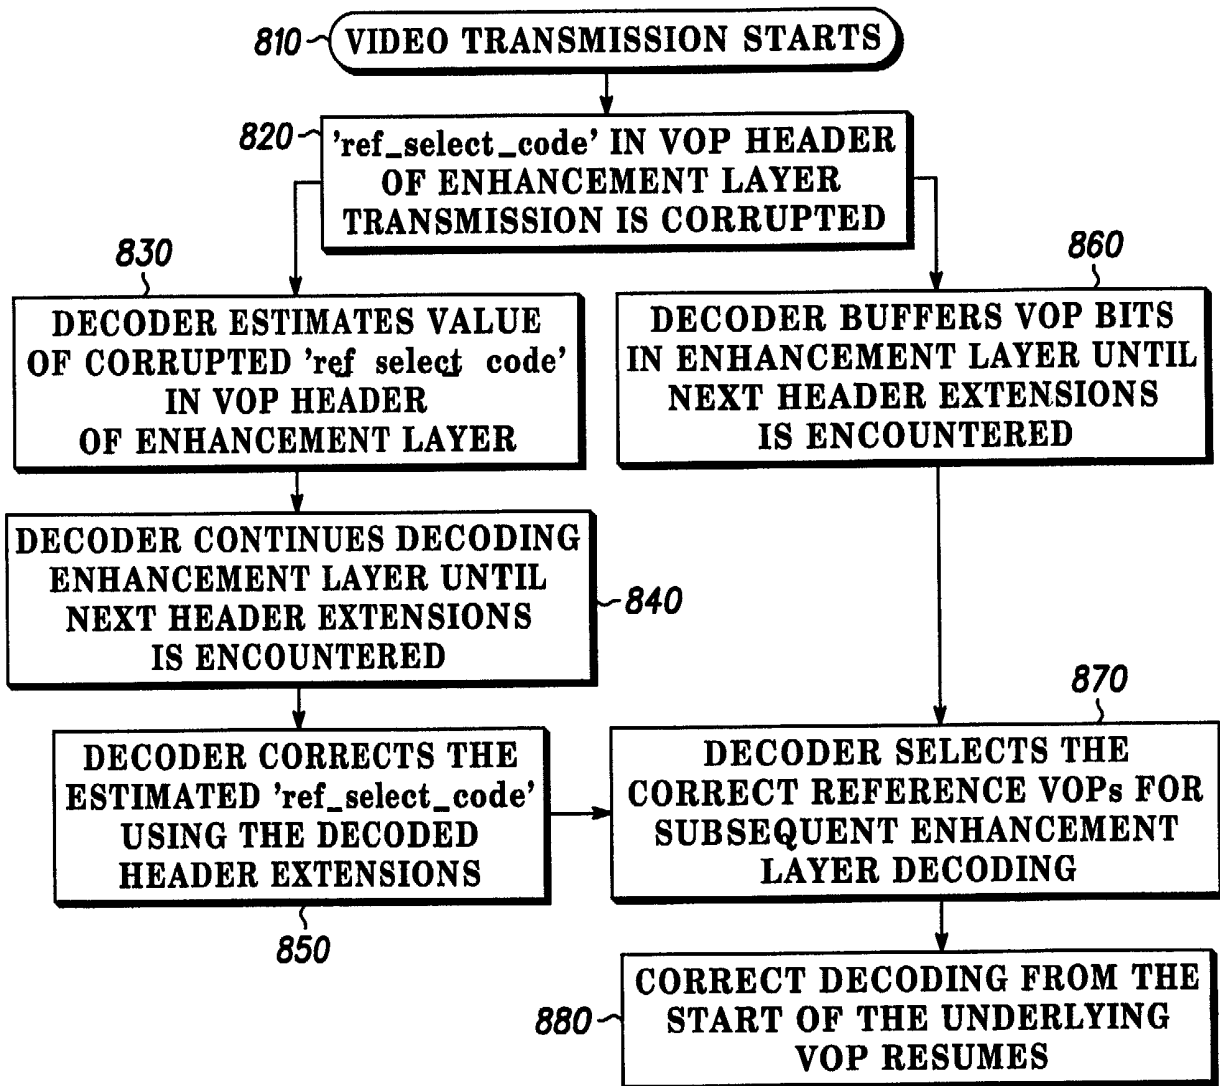 810
VIDEO TRANSMISSION STARTS
820
'ref_select_code' IN VOP HEADER
OF ENHANCEMENT LAYER
TRANSMISSION IS CORRUPTED
830
DECODER ESTIMATES VALUE
OF CORRUPTED 'ref select code'
IN VOP HEADER
OF ENHANCEMENT LAYER
840
DECODER CONTINUES DECODING
ENHANCEMENT LAYER UNTIL
NEXT HEADER EXTENSIONS
IS ENCOUNTERED
DECODER CORRECTS THE
ESTIMATED 'ref_select_code'
USING THE DECODED
HEADER EXTENSIONS
850
860
DECODER BUFFERS VOP BITS
IN ENHANCEMENT LAYER UNTIL
NEXT HEADER EXTENSIONS
IS ENCOUNTERED
870
DECODER SELECTS THE
CORRECT REFERENCE VOPs FOR
SUBSEQUENT ENHANCEMENT
LAYER DECODING
880
CORRECT DECODING FROM THE
START OF THE UNDERLYING
VOP RESUMES